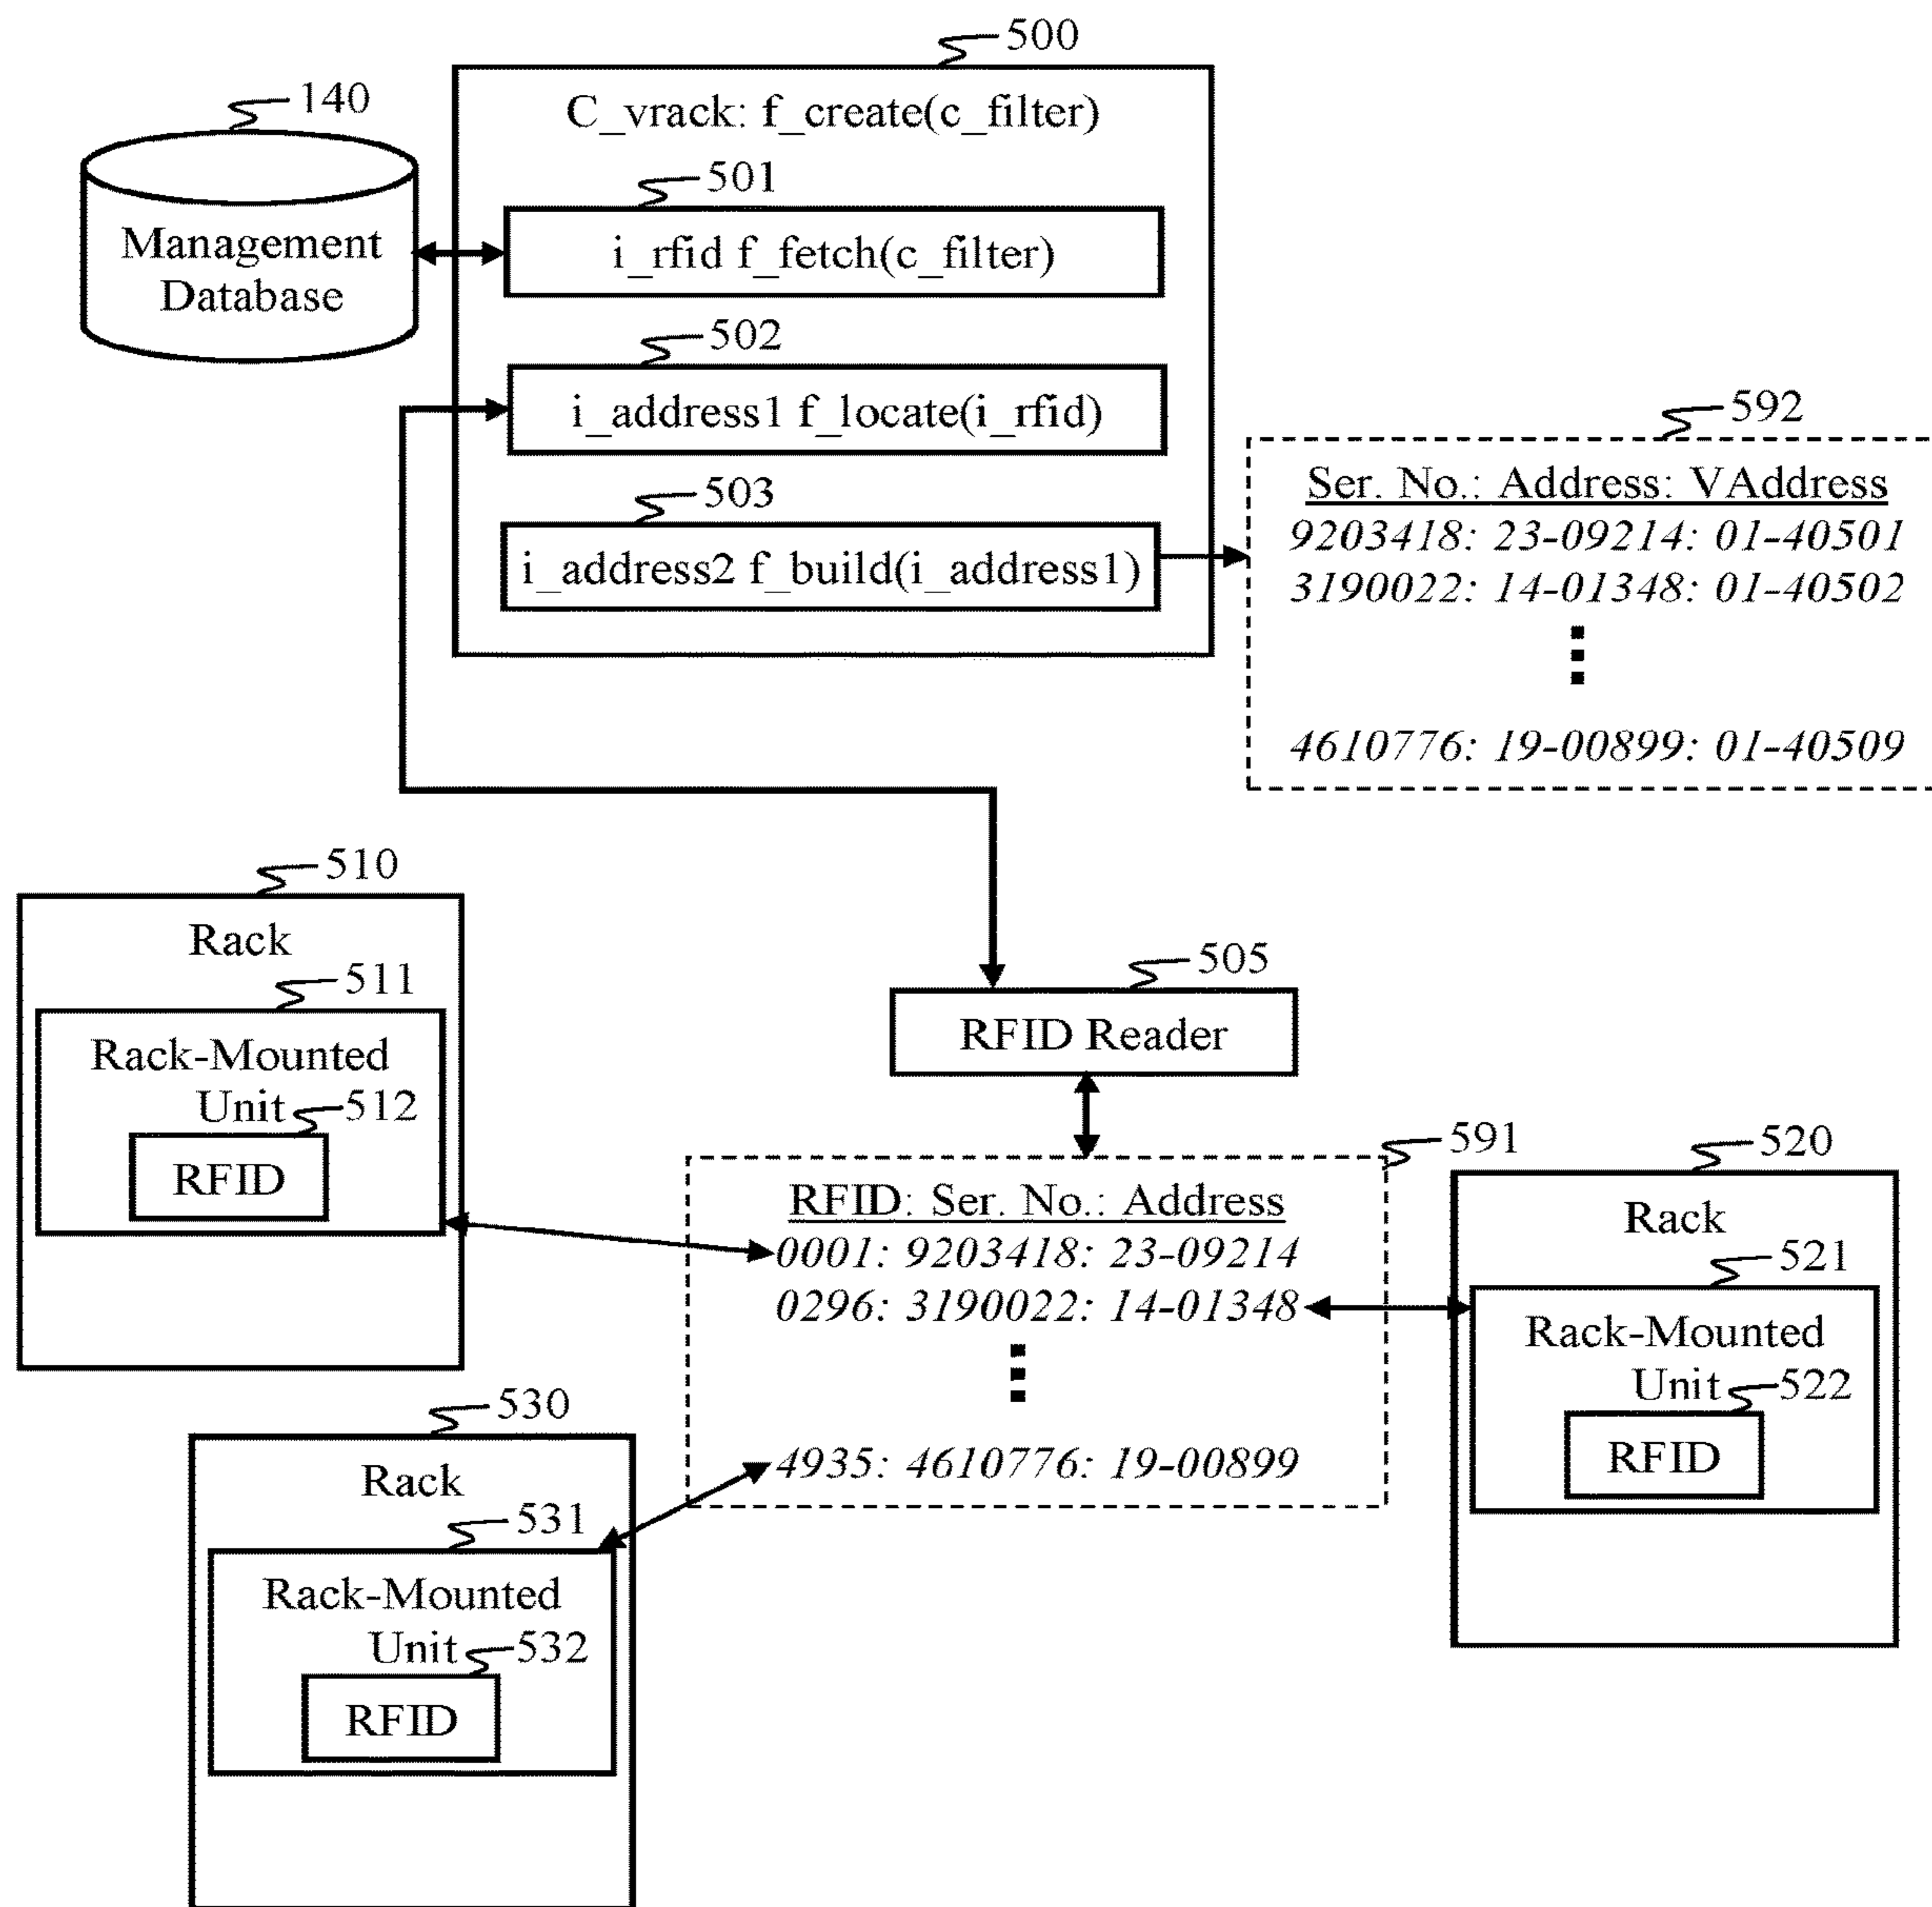 500
140
C_vrack: f_create(c_filter)
501
Management
Database
i_rfid f_fetch(c_filter)
502
i_address1 f_locate(i_rfid)
592
503
Ser. No.: Address: VAddress
i_address2 f_build(i_address1)
9203418: 23-09214: 01-40501
3190022: 14-01348: 01-40502
4610776: 19-00899: 01-40509
510
Rack
511
Rack-Mounted
Unit
512
RFID
505
RFID Reader
591
RFID: Ser. No.: Address
0001: 9203418: 23-09214
0296: 3190022: 14-01348
4935: 4610776: 19-00899
520
Rack
521
Rack-Mounted
Unit
522
RFID
530
Rack
531
Rack-Mounted
Unit
532
RFID